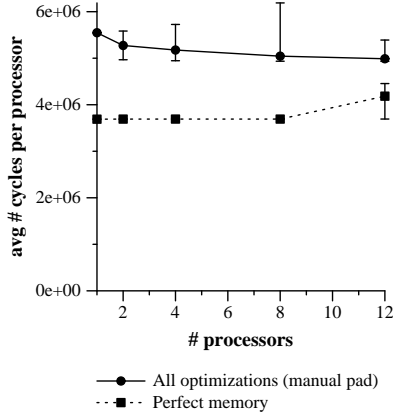 6e+06
4e+06
2e+06
0e+00
avg # cycles per processor
2 4 6 8 10 12
# processors
All optimizations (manual pad)
Perfect memory